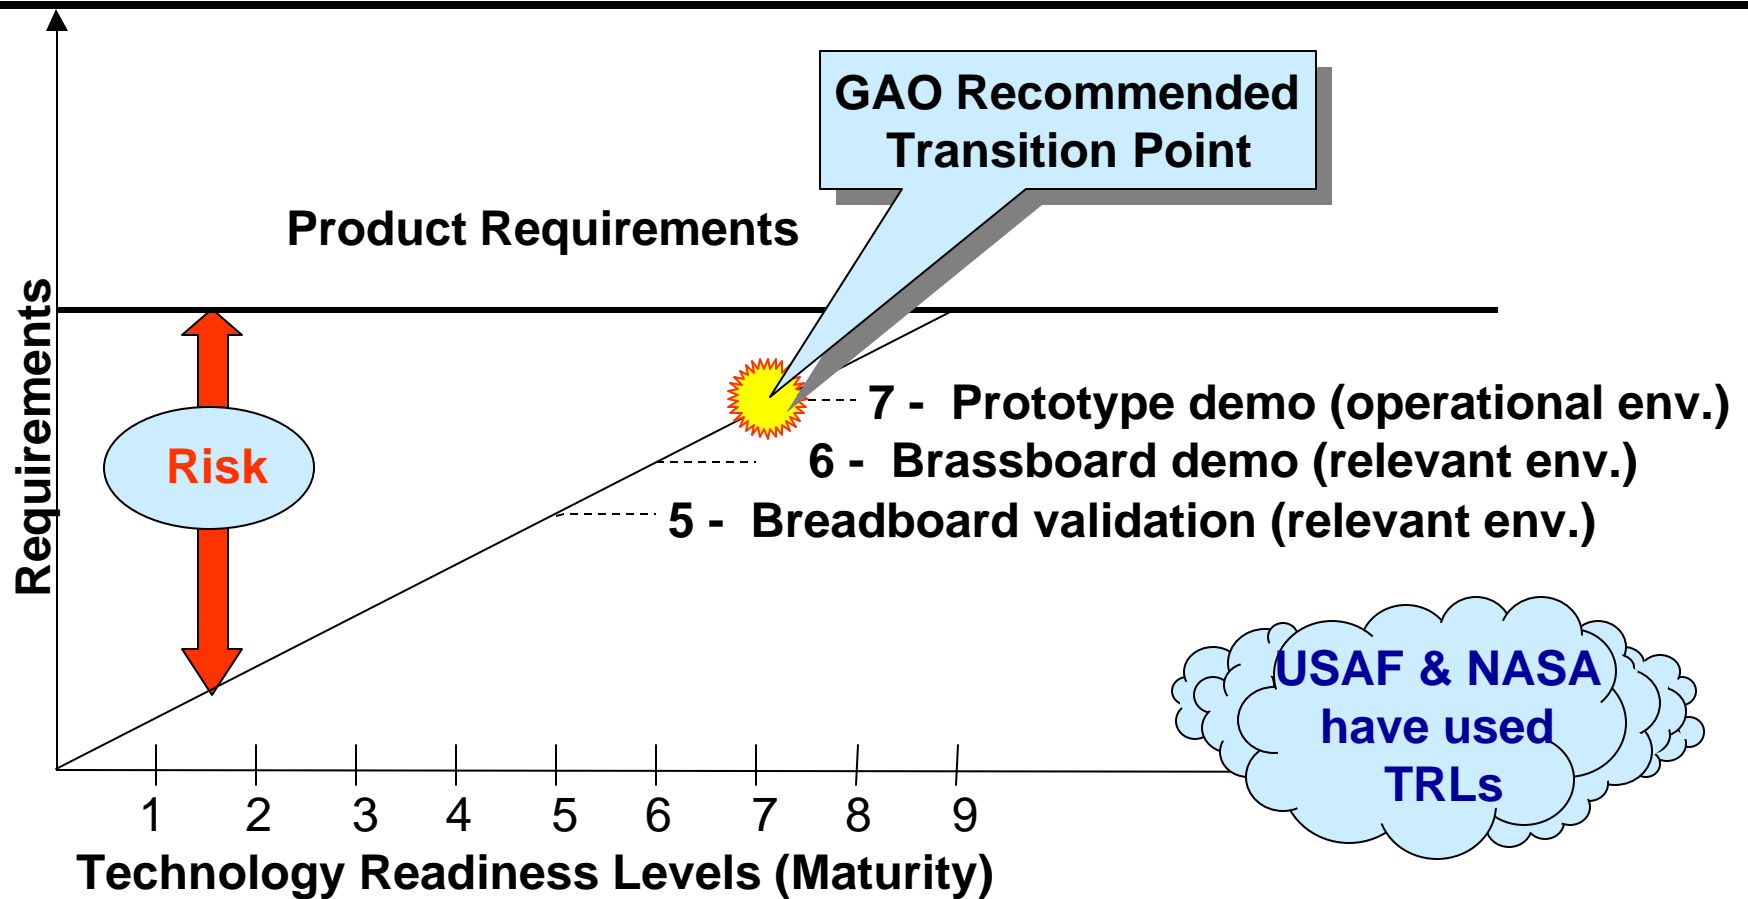 GAO Recommended
Transition Point
Product Requirements
Requirements
Risk
7 - Prototype demo (operational env.)
6 - Brassboard demo (relevant env.)
5 - Breadboard validation (relevant env.)
USAF & NASA
have used
TRLs
1 2 3 4 5 6 7 8 9
Technology Readiness Levels (Maturity)